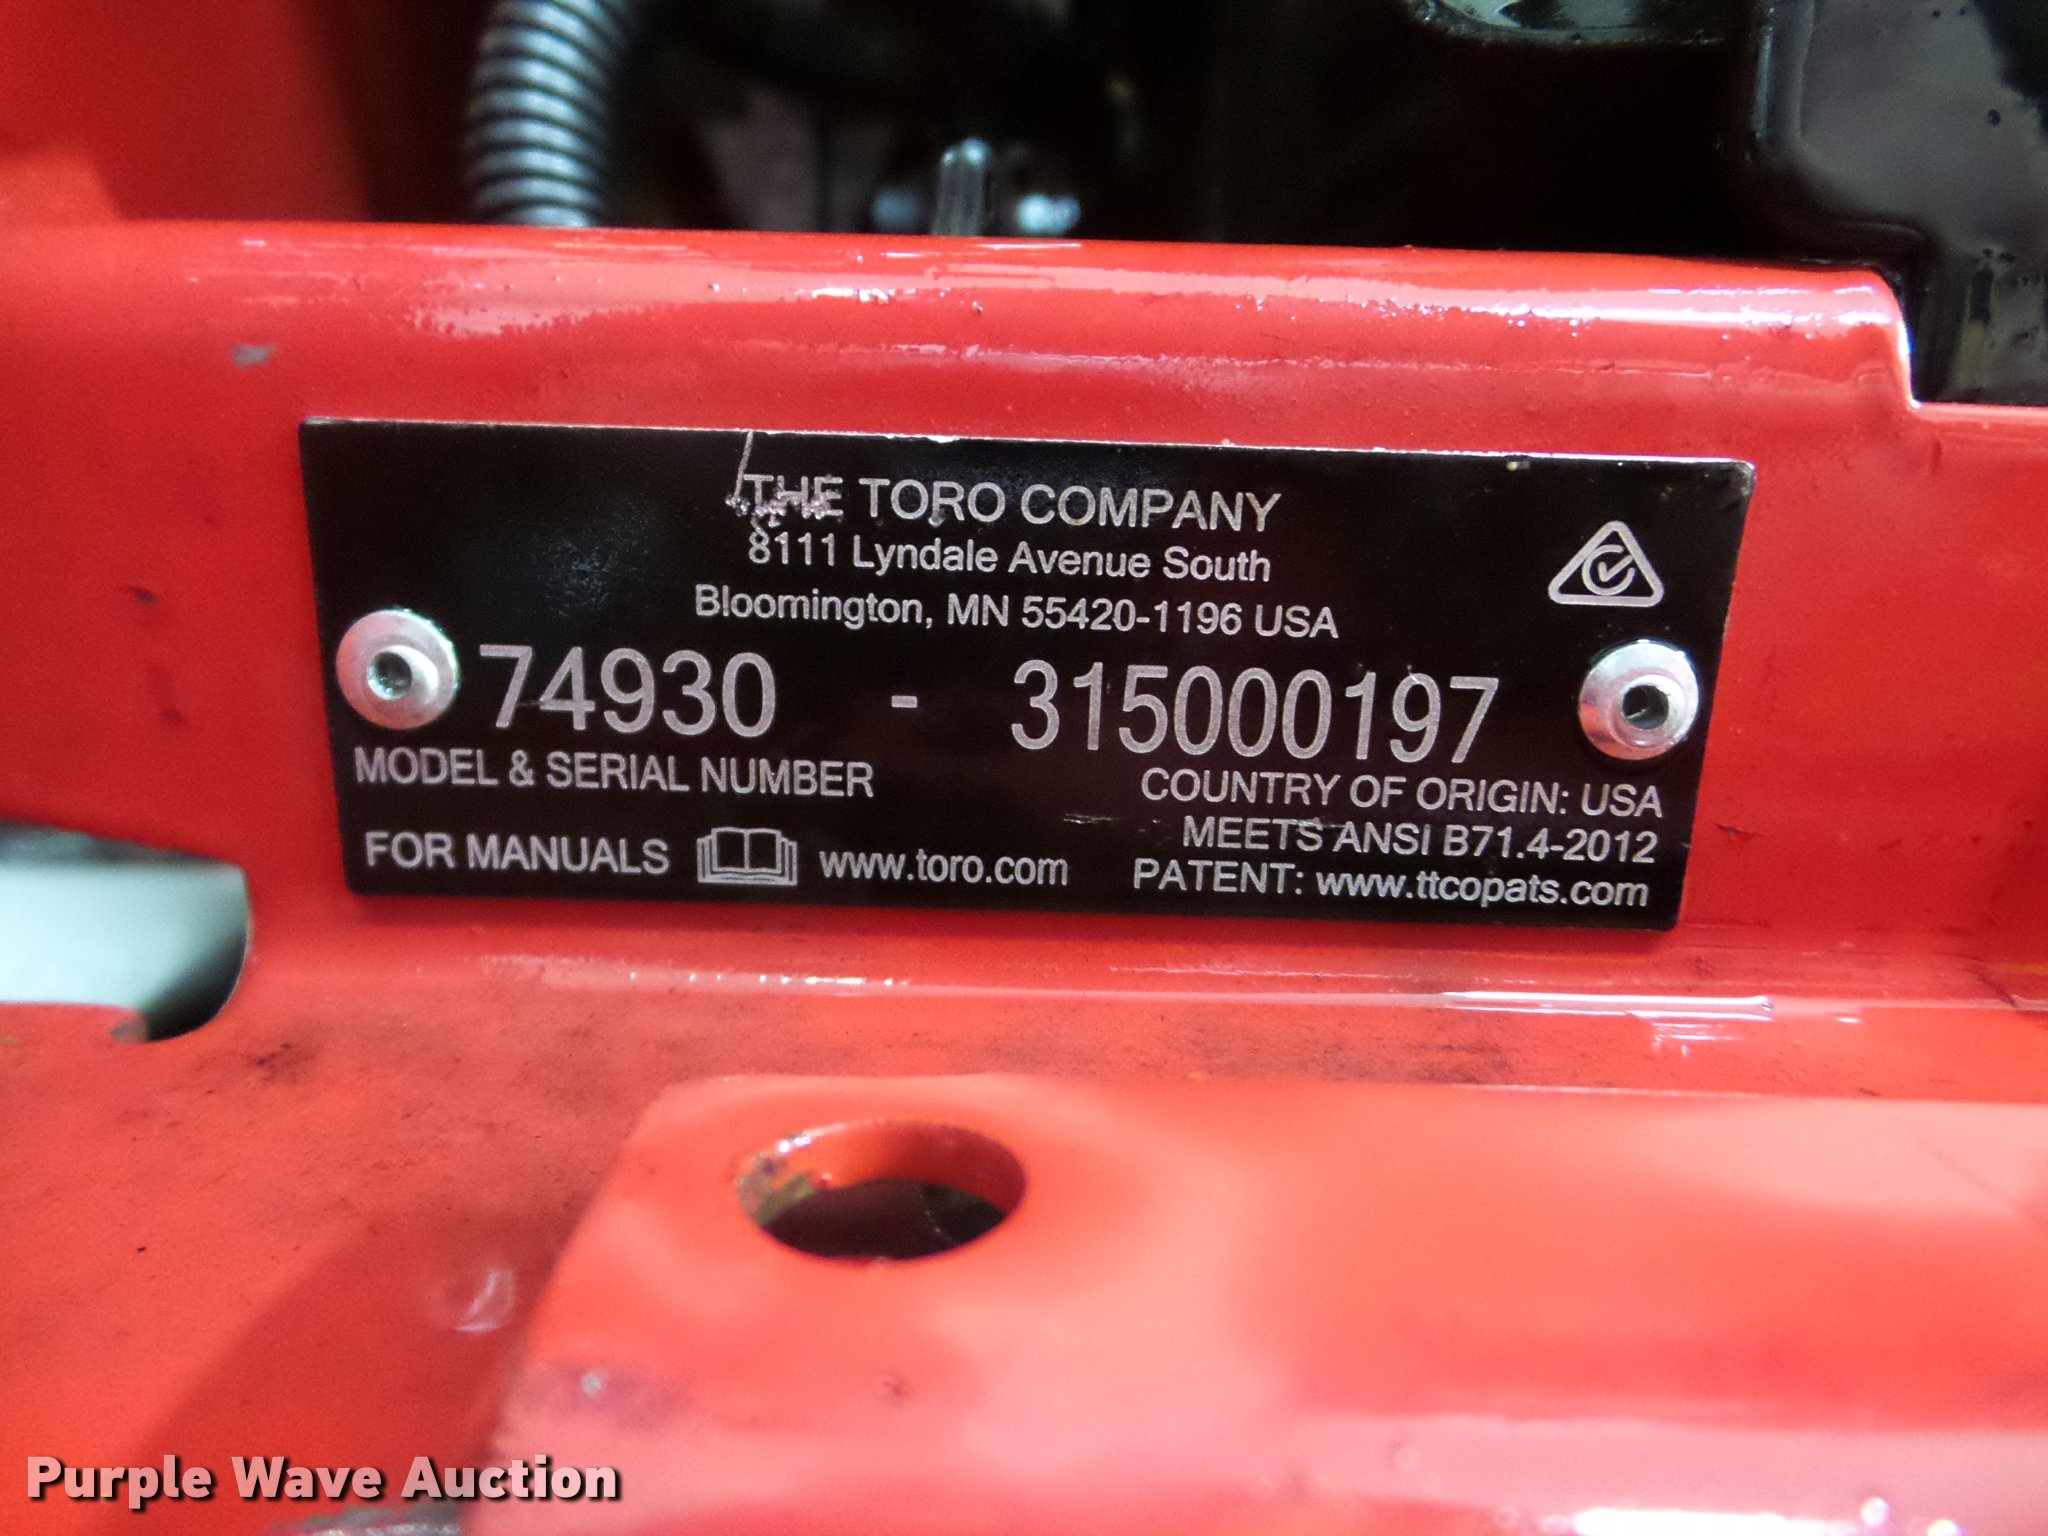 THE TORO COMPANY
8111 Lyndale Avenue South
Bloomington, MN 55420-1196 USA
74930 - 315000197
MODEL & SERIAL NUMBER
COUNTRY OF ORIGIN: USA
MEETS ANSI B71.4-2012
FOR MANUALS www.toro.com
PATENT: www.ttcopats.com
Purple Wave Auction